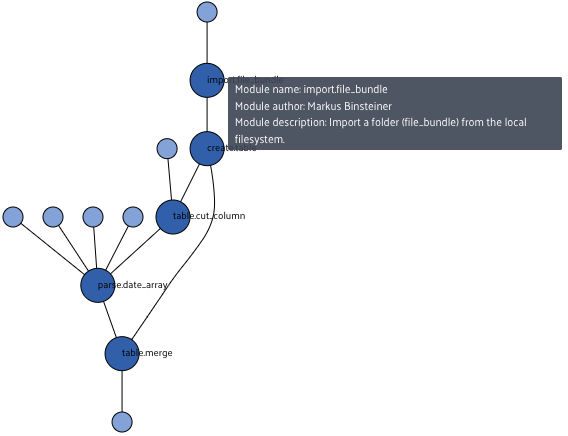 import.file_bundle
Module name: import.file_bundle
Module author: Markus Binsteiner
Module description: Import a folder (file_bundle) from the local
filesystem.
create.table
table.cut_column
parse.date_array
table.merge